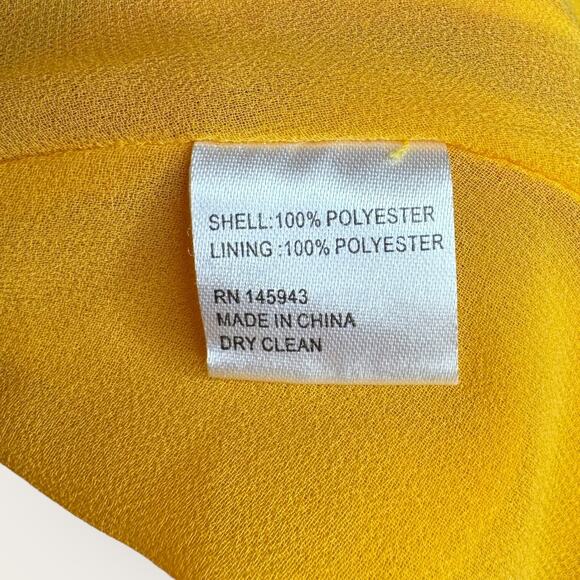 SHELL:100% POLYESTER
LINING :100% POLYESTER
RN 145943
MADE IN CHINA
DRY CLEAN